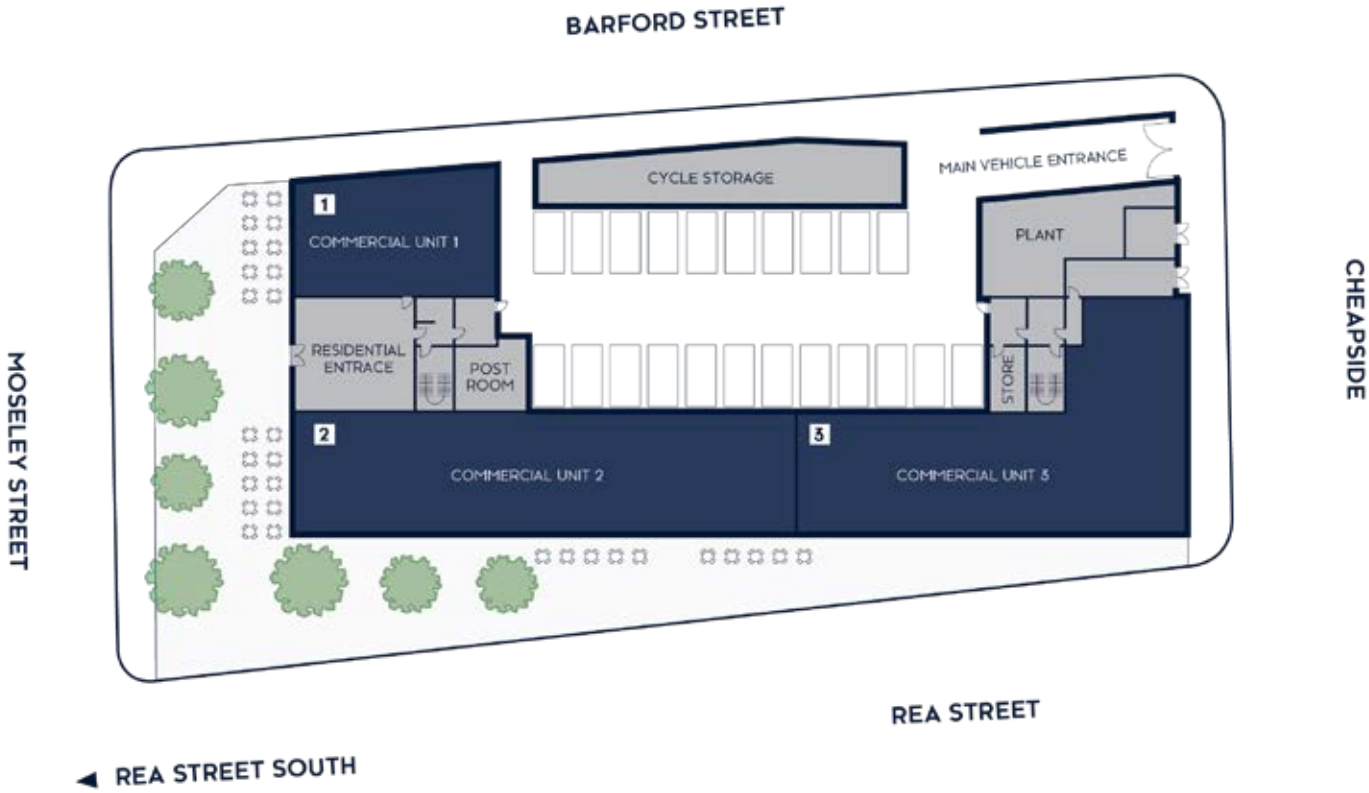 BARFORD STREET
CYCLE STORAGE
MAIN VEHICLE ENTRANCE
1
COMMERCIAL UNIT 1
PLANT
CHEAPSIDE
MOSELEY STREET
RESIDENTIAL
ENTRACE
POST
ROOM
STORE
2
3
COMMERCIAL UNIT 2
COMMERCIAL UNIT 3
REA STREET
REA STREET SOUTH